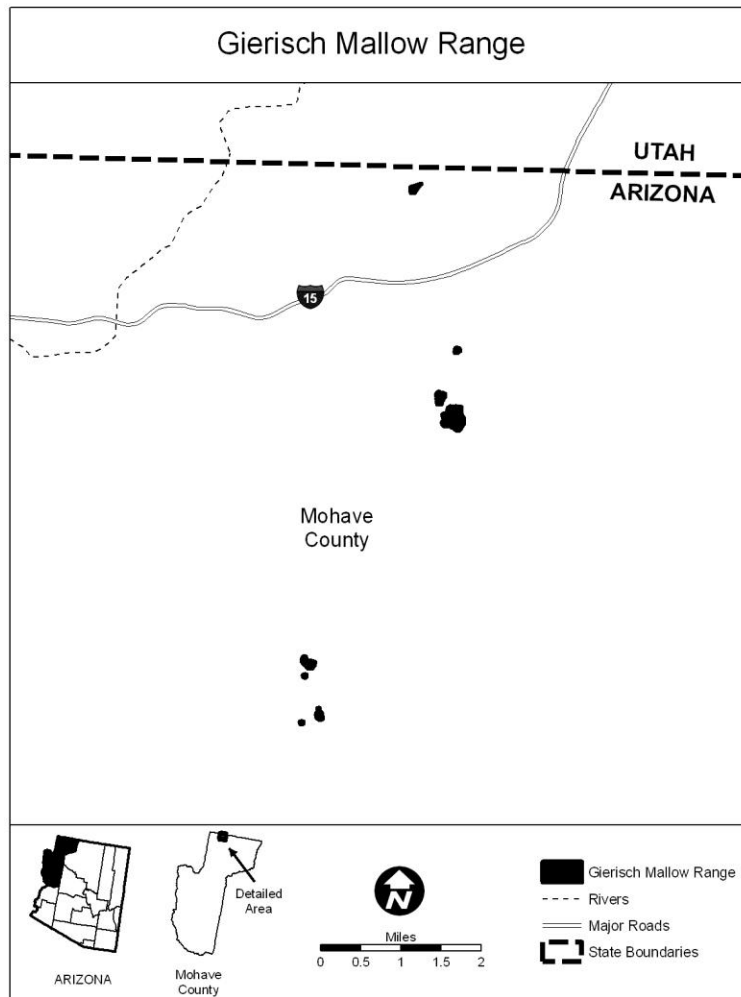 Gierisch Mallow Range
UTAH
ARIZONA
15
Mohave
County
Detailed
Area
ARIZONA
Mohave
County
N
Miles
0 0.5 1 1.5 2
Gierisch Mallow Range
Rivers
Major Roads
State Boundaries